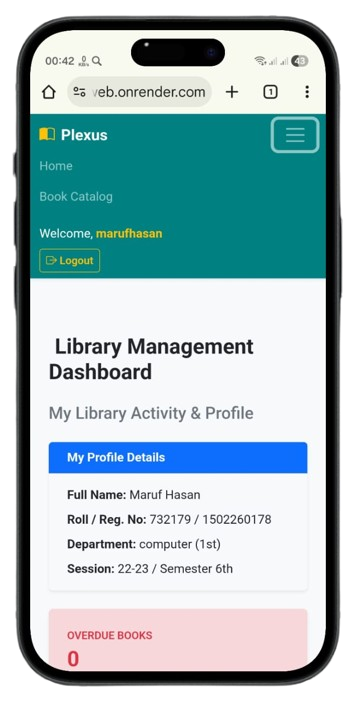 00:42 KB/s 43
veb.onrender.com 1
Plexus
Home
Book Catalog
Welcome, marufhasan
Logout
Library Management
Dashboard
My Library Activity & Profile
My Profile Details
Full Name: Maruf Hasan
Roll / Reg. No: 732179 / 1502260178
Department: computer (1st)
Session: 22-23 / Semester 6th
OVERDUE BOOKS
0